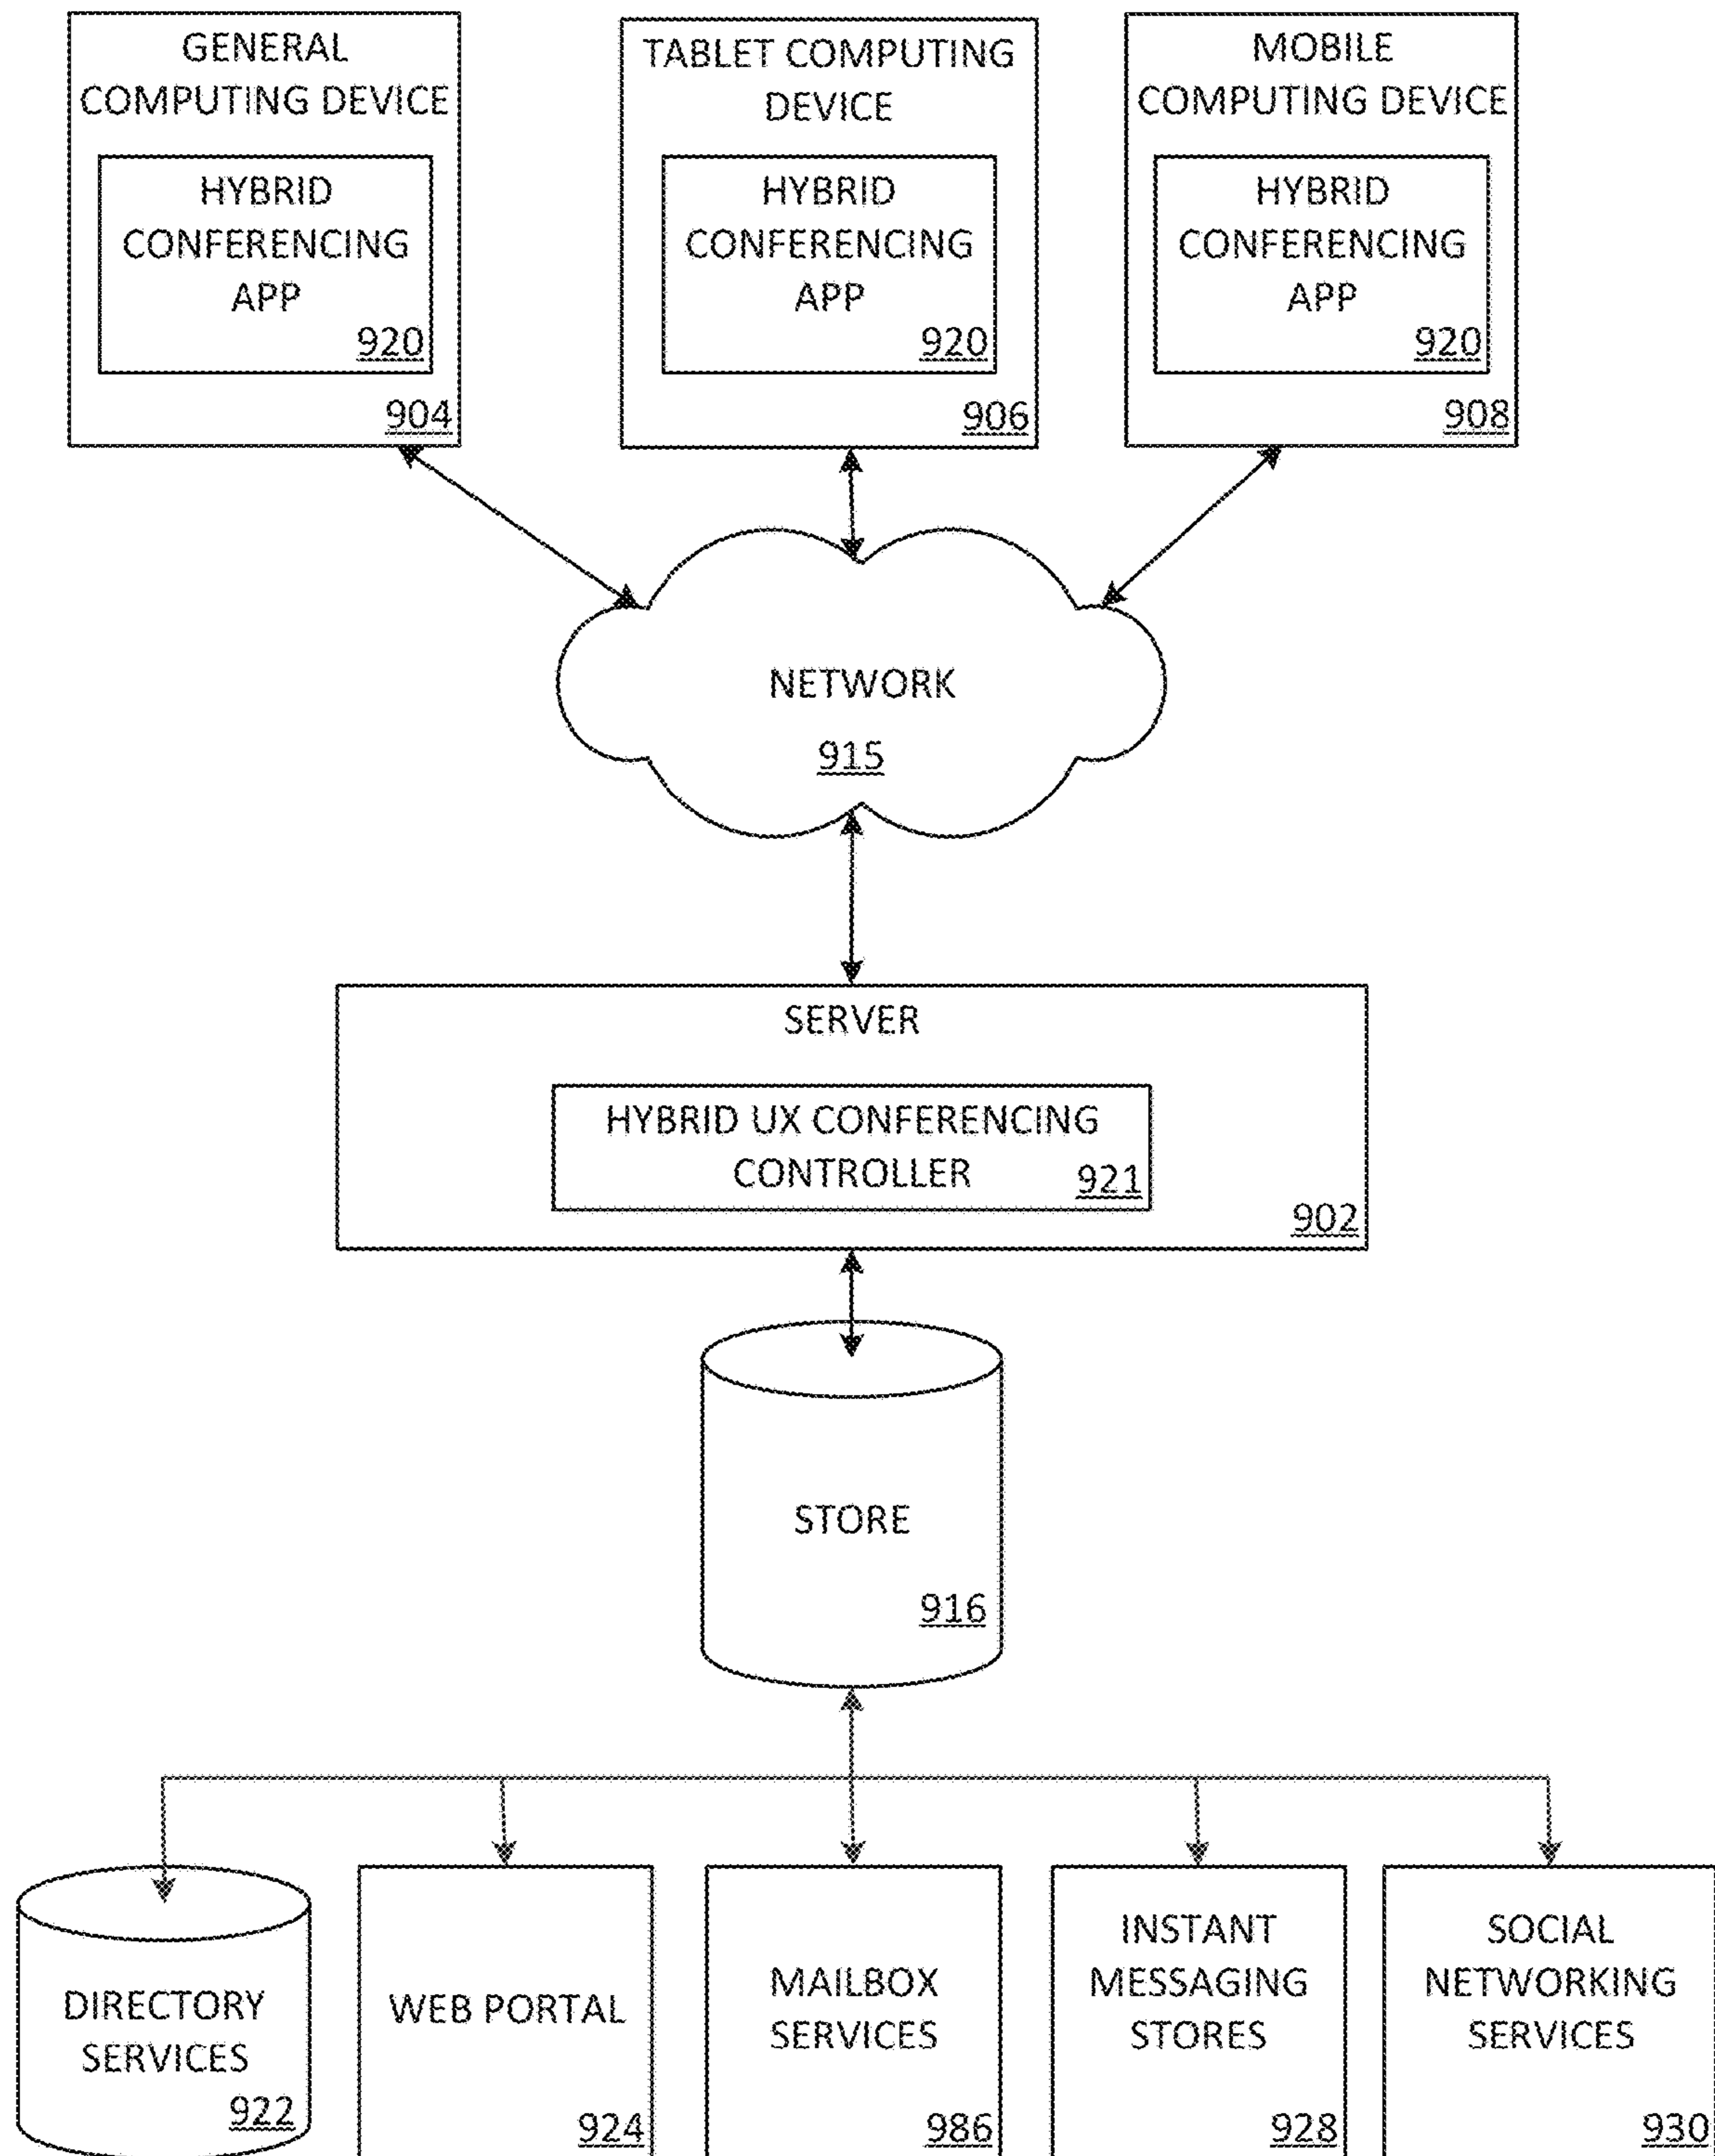 GENERAL
COMPUTING DEVICE
HYBRID
CONFERENCING
APP
920
904
TABLET COMPUTING
DEVICE
HYBRID
CONFERENCING
APP
920
906
MOBILE
COMPUTING DEVICE
HYBRID
CONFERENCING
APP
920
908
NETWORK
915
SERVER
HYBRID UX CONFERENCING
CONTROLLER
921
902
STORE
916
DIRECTORY
SERVICES
922
WEB PORTAL
924
MAILBOX
SERVICES
986
INSTANT
MESSAGING
STORES
928
SOCIAL
NETWORKING
SERVICES
930